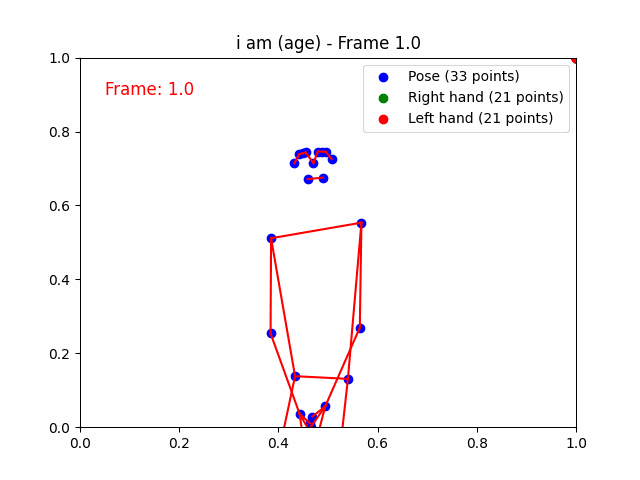 i am (age) - Frame 1.0
Frame: 1.0
Pose (33 points)
Right hand (21 points)
Left hand (21 points)
1.0
0.8
0.6
0.4
0.2
0.0
0.0 0.2 0.4 0.6 0.8 1.0